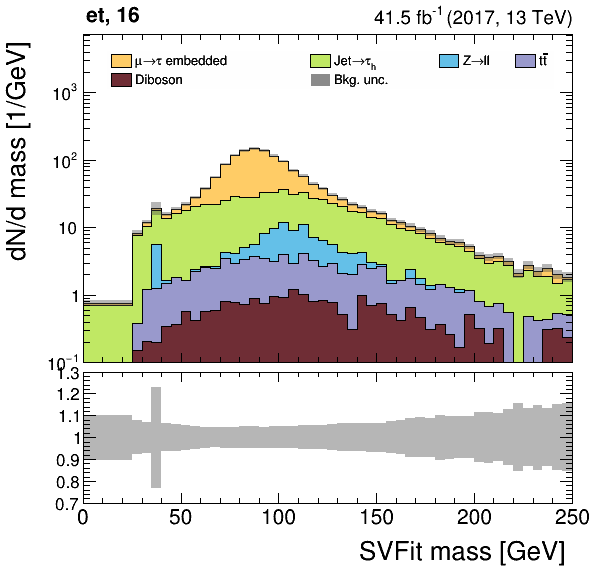 et, 16
41.5 fb⁻¹ (2017, 13 TeV)
μ→τ embedded
Jet→τₕ
Z→ll
tt̄
Diboson
Bkg. unc.
dN/d mass [1/GeV]
10³
10²
10
1
10⁻¹
1.3
1.2
1.1
1
0.9
0.8
0.7
0 50 100 150 200 250
SVFit mass [GeV]